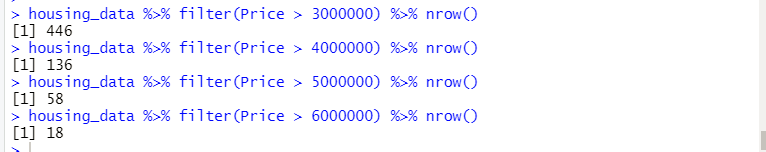 > housing_data %>% filter(Price > 3000000) %>% nrow()
[1] 446
> housing_data %>% filter(Price > 4000000) %>% nrow()
[1] 136
> housing_data %>% filter(Price > 5000000) %>% nrow()
[1] 58
> housing_data %>% filter(Price > 6000000) %>% nrow()
[1] 18
>